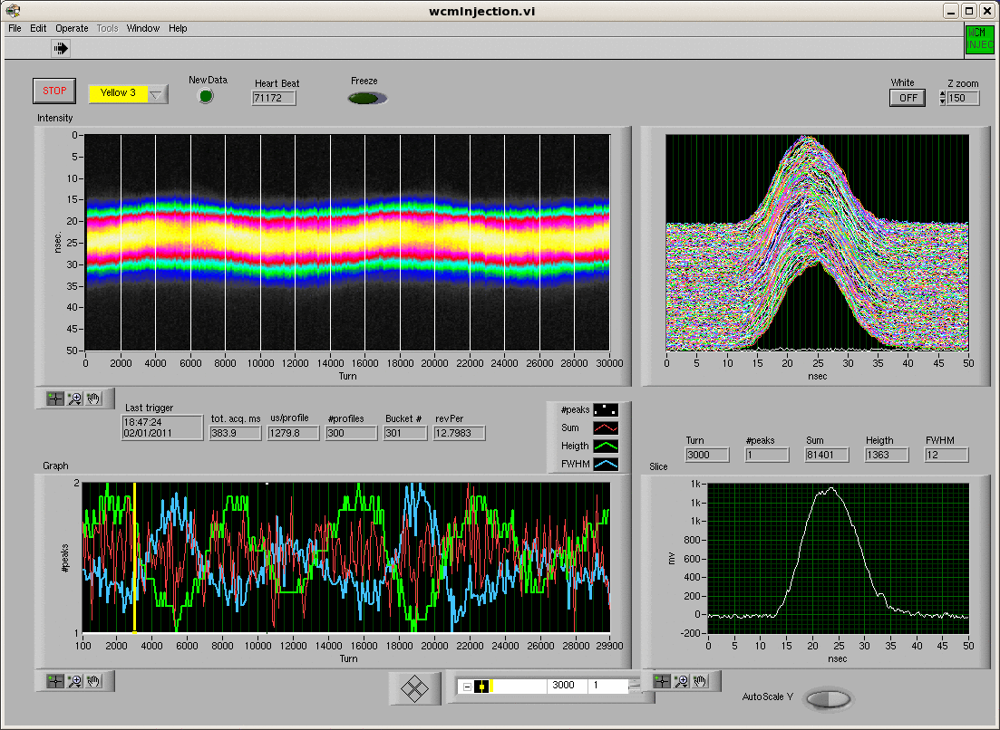 wcmInjection.vi
File Edit Operate Tools Window Help
WCM
INJEC
STOP
Yellow 3
NewData
Heart Beat
71172
Freeze
White
OFF
Z zoom
150
Intensity
0
5
10
15
20
25
30
35
40
45
50
nsec.
0 2000 4000 6000 8000 10000 12000 14000 16000 18000 20000 22000 24000 26000 28000 30000
Turn
0 5 10 15 20 25 30 35 40 45 50
nsec
Last trigger
18:47:24
02/01/2011
tot. acq. ms
383.9
us/profile
1279.8
#profiles
300
Bucket #
301
revPer
12.7983
#peaks
Sum
Heigth
FWHM
Turn
3000
#peaks
1
Sum
81401
Heigth
1363
FWHM
12
Graph
2
1
#peaks
100 2000 4000 6000 8000 10000 12000 14000 16000 18000 20000 22000 24000 26000 28000 29900
Turn
Slice
1k
1k
1k
800
600
400
200
0
-200
mv
0 5 10 15 20 25 30 35 40 45 50
nsec
3000 1
AutoScale Y